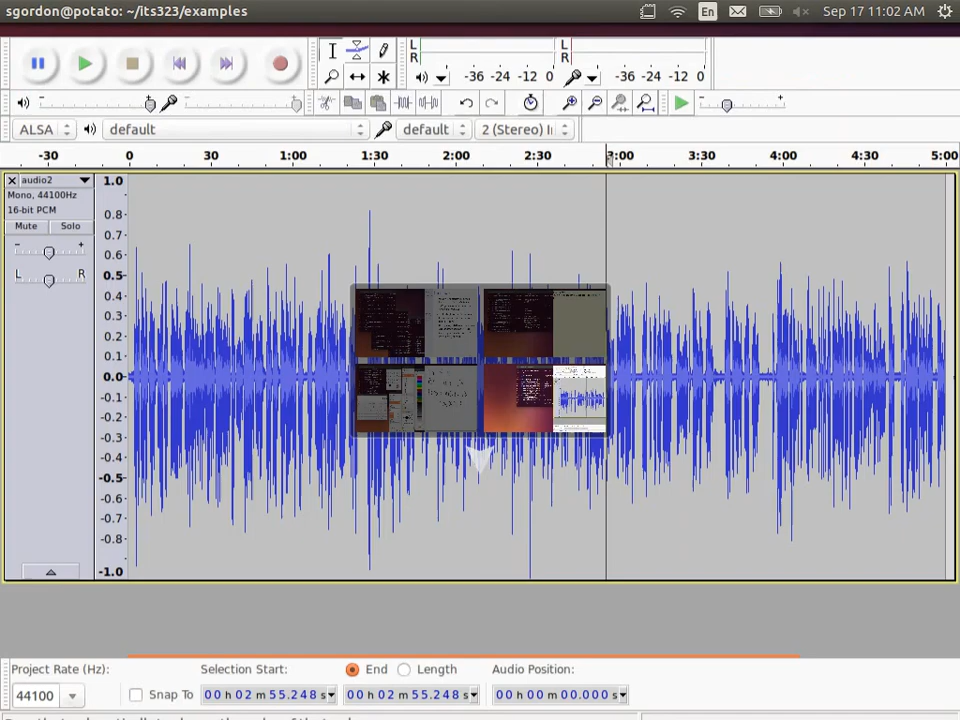 sgordon@potato: ~/its323/examples En Sep 17 11:02 AM
L
R
-36 -24 -12 0
L
R
-36 -24 -12 0
- + - +
- +
ALSA default default 2 (Stereo) I
-30 0 30 1:00 1:30 2:00 2:30 3:00 3:30 4:00 4:30 5:00
audio2
Mono, 44100Hz
16-bit PCM
Mute Solo
- +
L R
1.0
0.8
0.7
0.6
0.5
0.4
0.3
0.2
0.1
0.0
-0.1
-0.2
-0.3
-0.4
-0.5
-0.6
-0.7
-0.8
-1.0
Project Rate (Hz): Selection Start: End Length Audio Position:
44100 Snap To 00 h 02 m 55.248 s 00 h 02 m 55.248 s 00 h 00 m 00.000 s